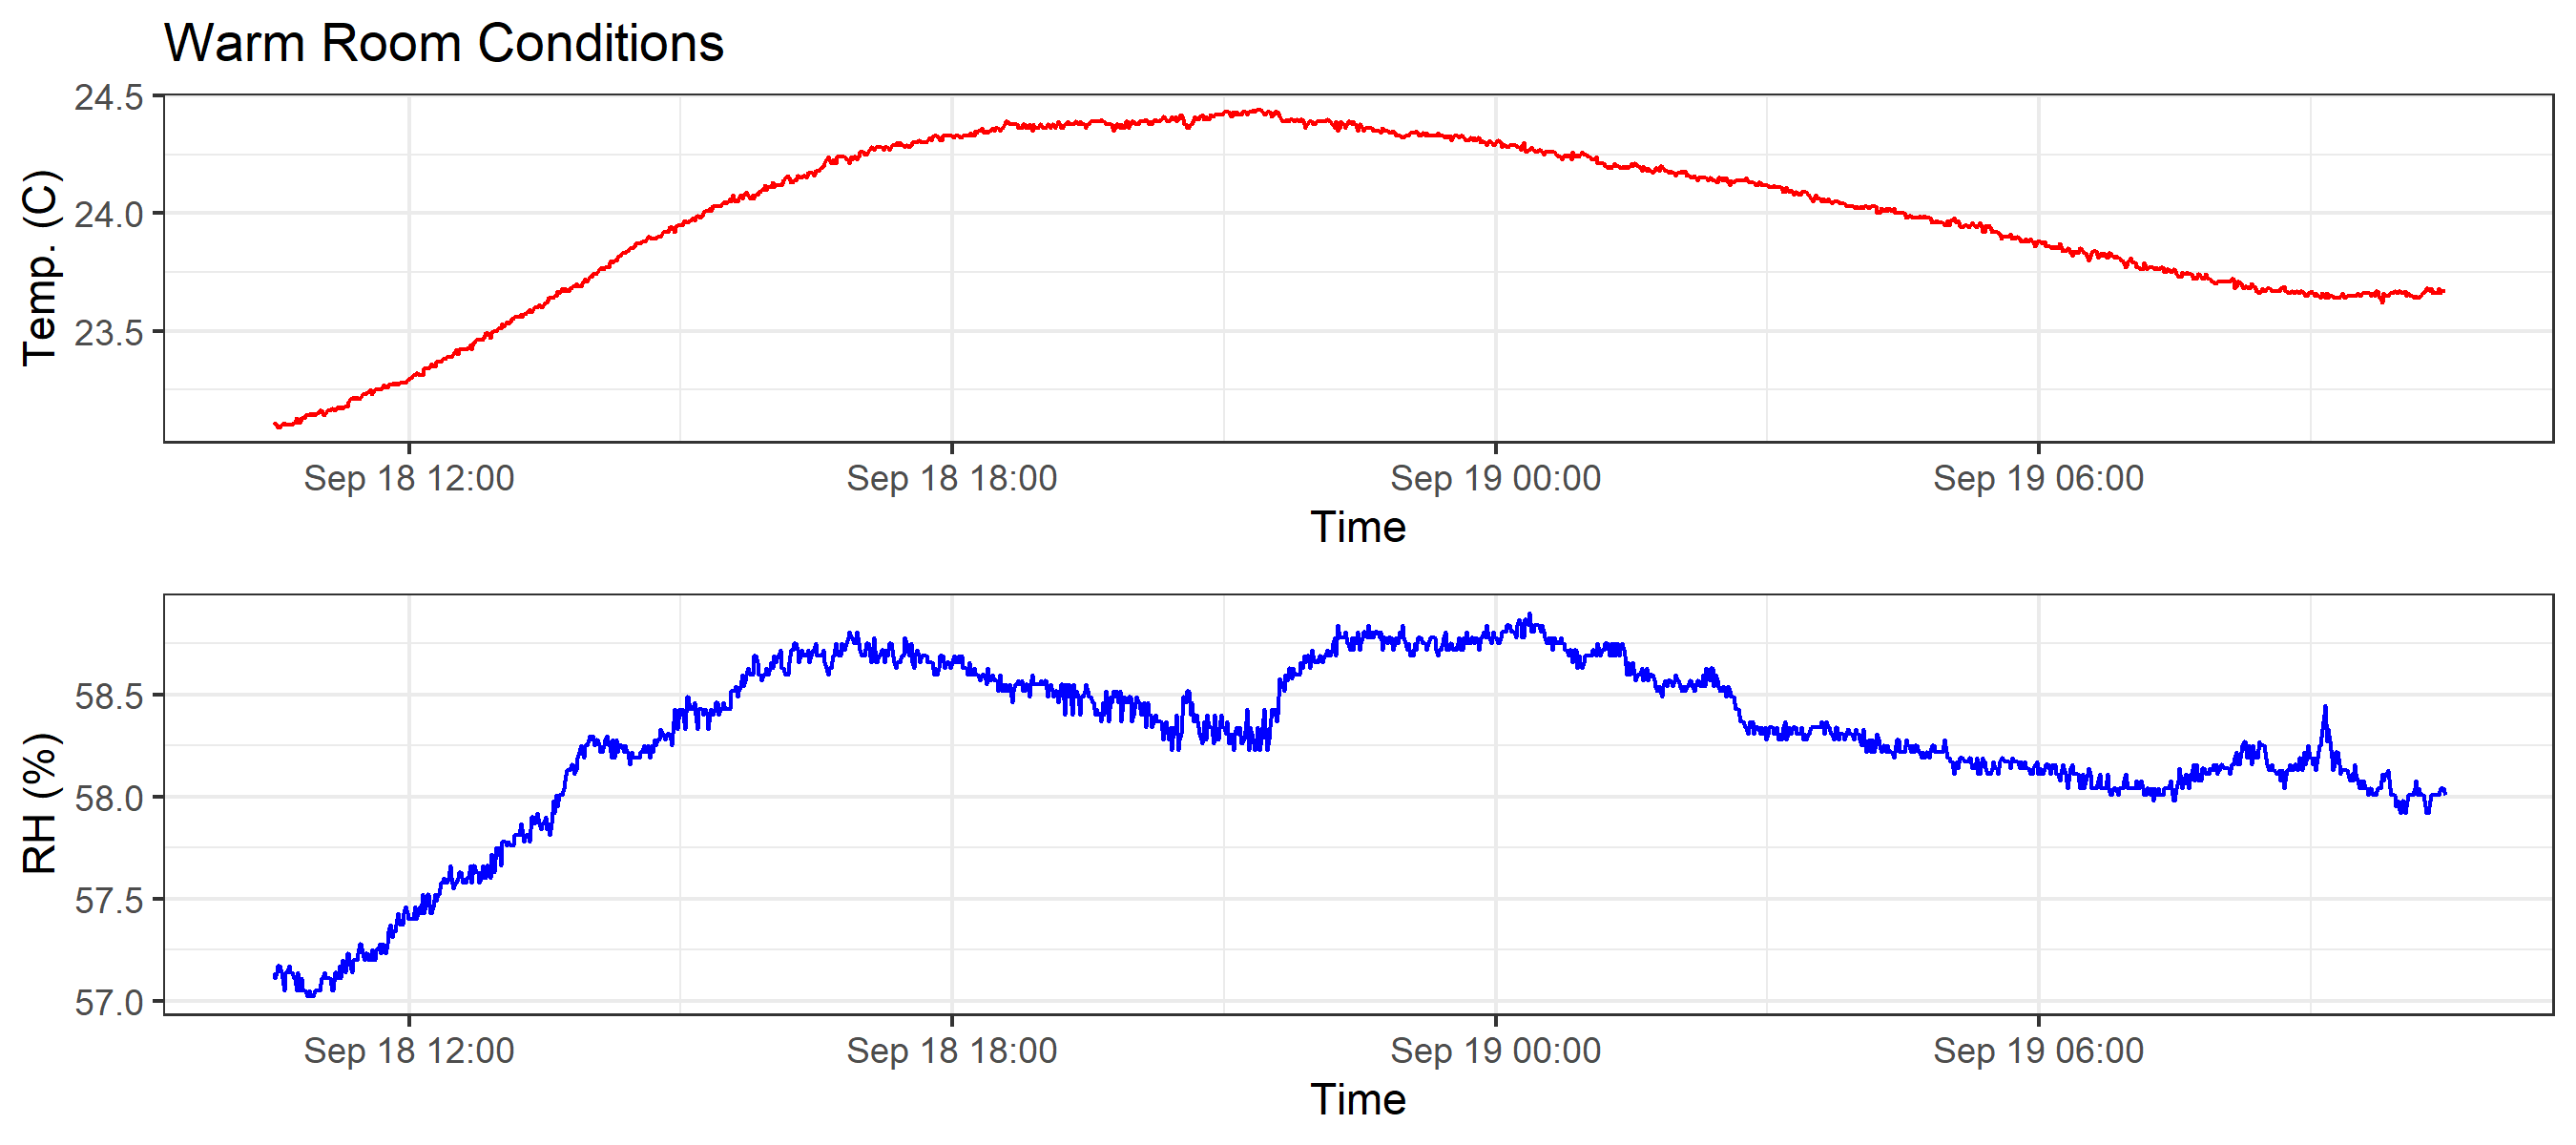 Warm Room Conditions
24.5
24.0
23.5
Temp. (C)
Sep 18 12:00 Sep 18 18:00 Sep 19 00:00 Sep 19 06:00
Time
58.5
58.0
57.5
57.0
RH (%)
Sep 18 12:00 Sep 18 18:00 Sep 19 00:00 Sep 19 06:00
Time